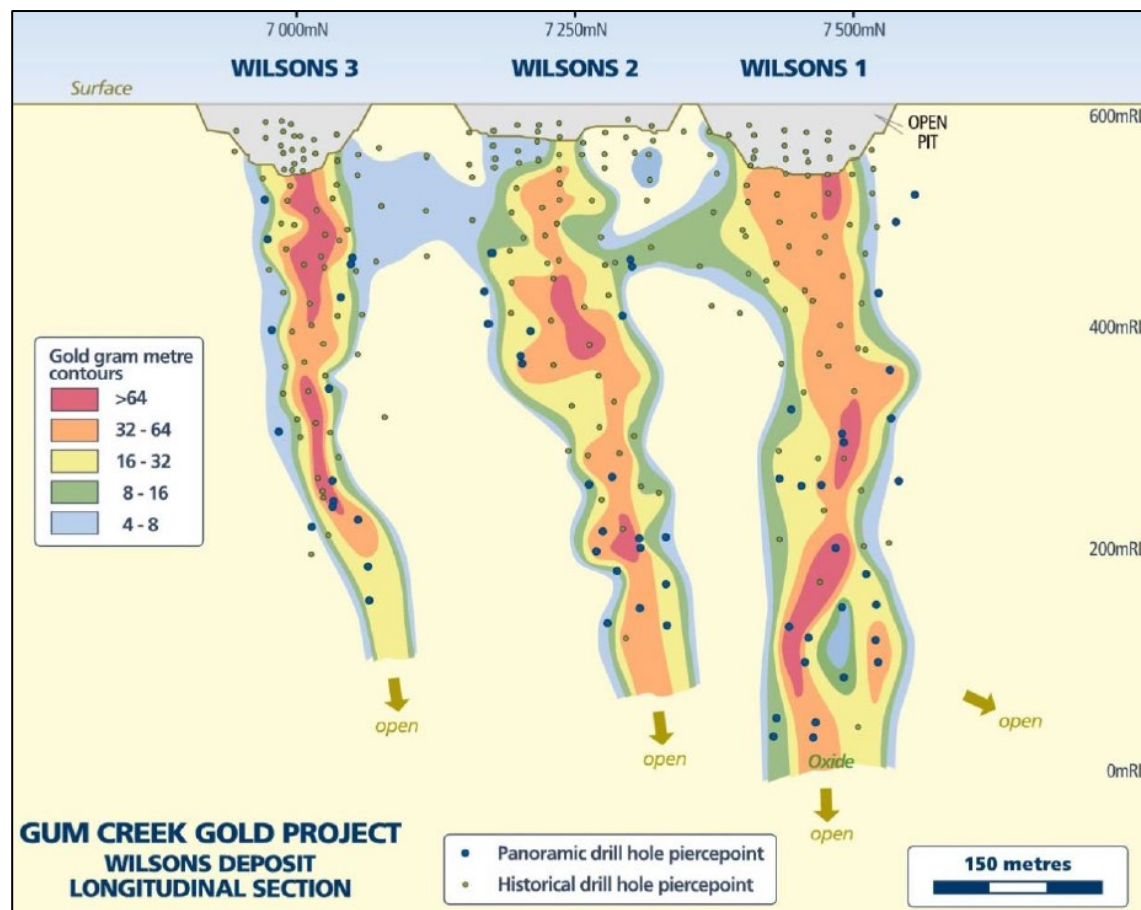 7 000mN 7 250mN 7 500mN
WILSONS 3 WILSONS 2 WILSONS 1
Surface
600mRL
OPEN
PIT
400mRL
Gold gram metre
contours
>64
32 - 64
16 - 32
8 - 16
4 - 8
200mRL
open
open
open
Oxide
0mRL
open
GUM CREEK GOLD PROJECT
WILSONS DEPOSIT
LONGITUDINAL SECTION
Panoramic drill hole piercepoint
Historical drill hole piercepoint
150 metres